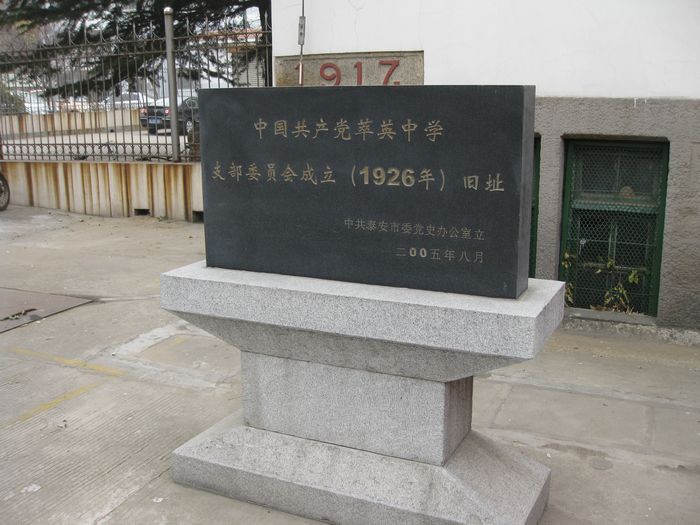 917
中国共产党萃英中学
支部委员会成立（1926年）旧址
中共泰安市委党史办公室立
二00五年八月